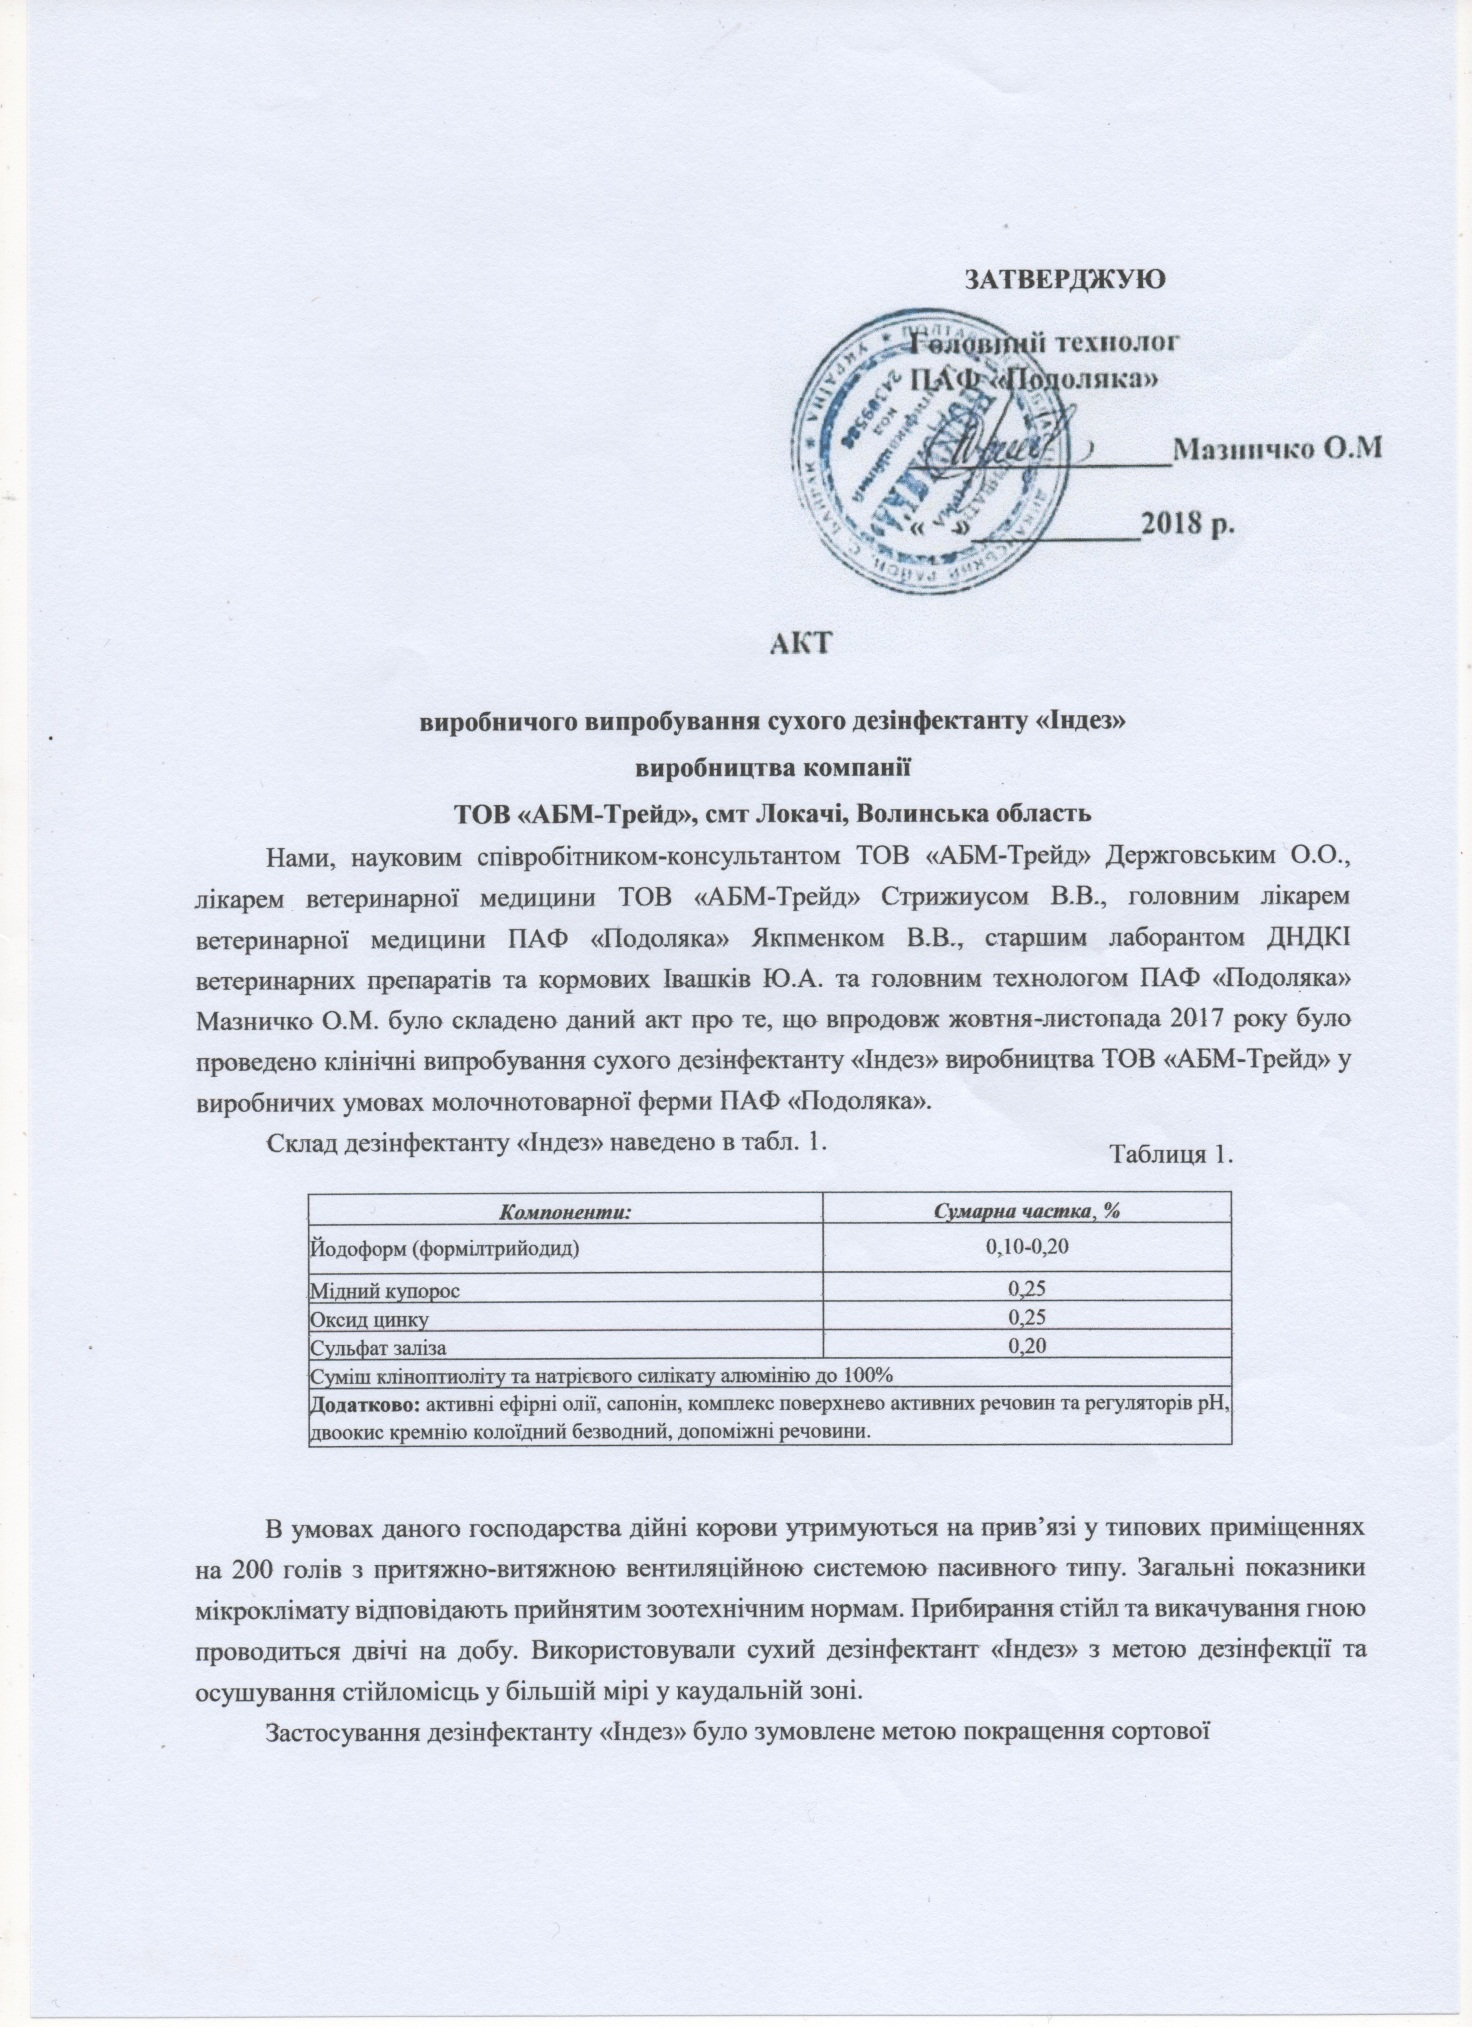 ЗАТВЕРДЖУЮ
Головний технолог
ПАФ «Подоляка»
Мазничко О.М
« » 2018 р.
УКРАЇНА ★ ПОЛТАВСЬКА ОБЛАСТЬ ДИКАНСЬКИЙ РАЙОН, С.
код
АКТ
виробничого випробування сухого дезінфектанту «Індез»
виробництва компанії
ТОВ «АБМ-Трейд», смт Локачі, Волинська область
Нами, науковим співробітником-консультантом ТОВ «АБМ-Трейд» Держговським О.О.,
лікарем ветеринарної медицини ТОВ «АБМ-Трейд» Стрижиусом В.В., головним лікарем
ветеринарної медицини ПАФ «Подоляка» Якпменком В.В., старшим лаборантом ДНДКІ
ветеринарних препаратів та кормових Івашків Ю.А. та головним технологом ПАФ «Подоляка»
Мазничко О.М. було складено даний акт про те, що впродовж жовтня-листопада 2017 року було
проведено клінічні випробування сухого дезінфектанту «Індез» виробництва ТОВ «АБМ-Трейд» у
виробничих умовах молочнотоварної ферми ПАФ «Подоляка».
Склад дезінфектанту «Індез» наведено в табл. 1.
Таблиця 1.
Компоненти: Сумарна частка, %
Йодоформ (формілтрийодид) 0,10-0,20
Мідний купорос 0,25
Оксид цинку 0,25
Сульфат заліза 0,20
Суміш кліноптиоліту та натрієвого силікату алюмінію до 100%
Додатково: активні ефірні олії, сапонін, комплекс поверхнево активних речовин та регуляторів рН,
двоокис кремнію колоїдний безводний, допоміжні речовини.
В умовах даного господарства дійні корови утримуються на прив’язі у типових приміщеннях
на 200 голів з притяжно-витяжною вентиляційною системою пасивного типу. Загальні показники
мікроклімату відповідають прийнятим зоотехнічним нормам. Прибирання стійл та викачування гною
проводиться двічі на добу. Використовували сухий дезінфектант «Індез» з метою дезінфекції та
осушування стійломісць у більшій мірі у каудальній зоні.
Застосування дезінфектанту «Індез» було зумовлене метою покращення сортової